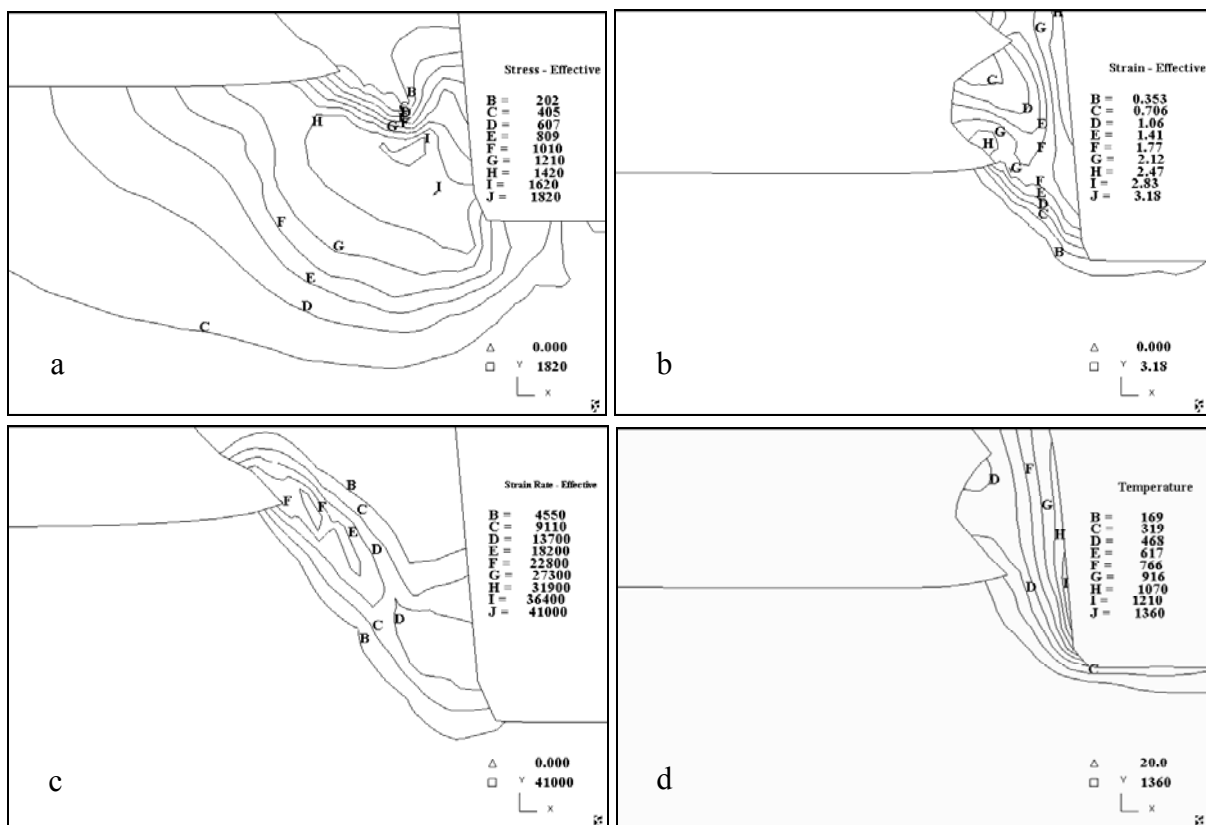 Stress - Effective
B = 202
C = 405
D = 607
E = 809
F = 1010
G = 1210
H = 1420
I = 1620
J = 1820
B
C
D
F
G
I
H
I
F
G
E
D
C
a
0.000
Y 1820
X
Strain - Effective
B = 0.353
C = 0.706
D = 1.06
E = 1.41
F = 1.77
G = 2.12
H = 2.47
I = 2.83
J = 3.18
H
G
C
D
E
G
H
F
G
F
E
D
C
B
b
0.000
Y 3.18
X
Strain Rate - Effective
B = 4550
C = 9110
D = 13700
E = 18200
F = 22800
G = 27300
H = 31900
I = 36400
J = 41000
B
F
F
C
E
D
D
C
B
c
0.000
Y 41000
X
Temperature
B = 169
C = 319
D = 468
E = 617
F = 766
G = 916
H = 1070
I = 1210
J = 1360
F
D
G
H
I
D
C
d
20.0
Y 1360
X